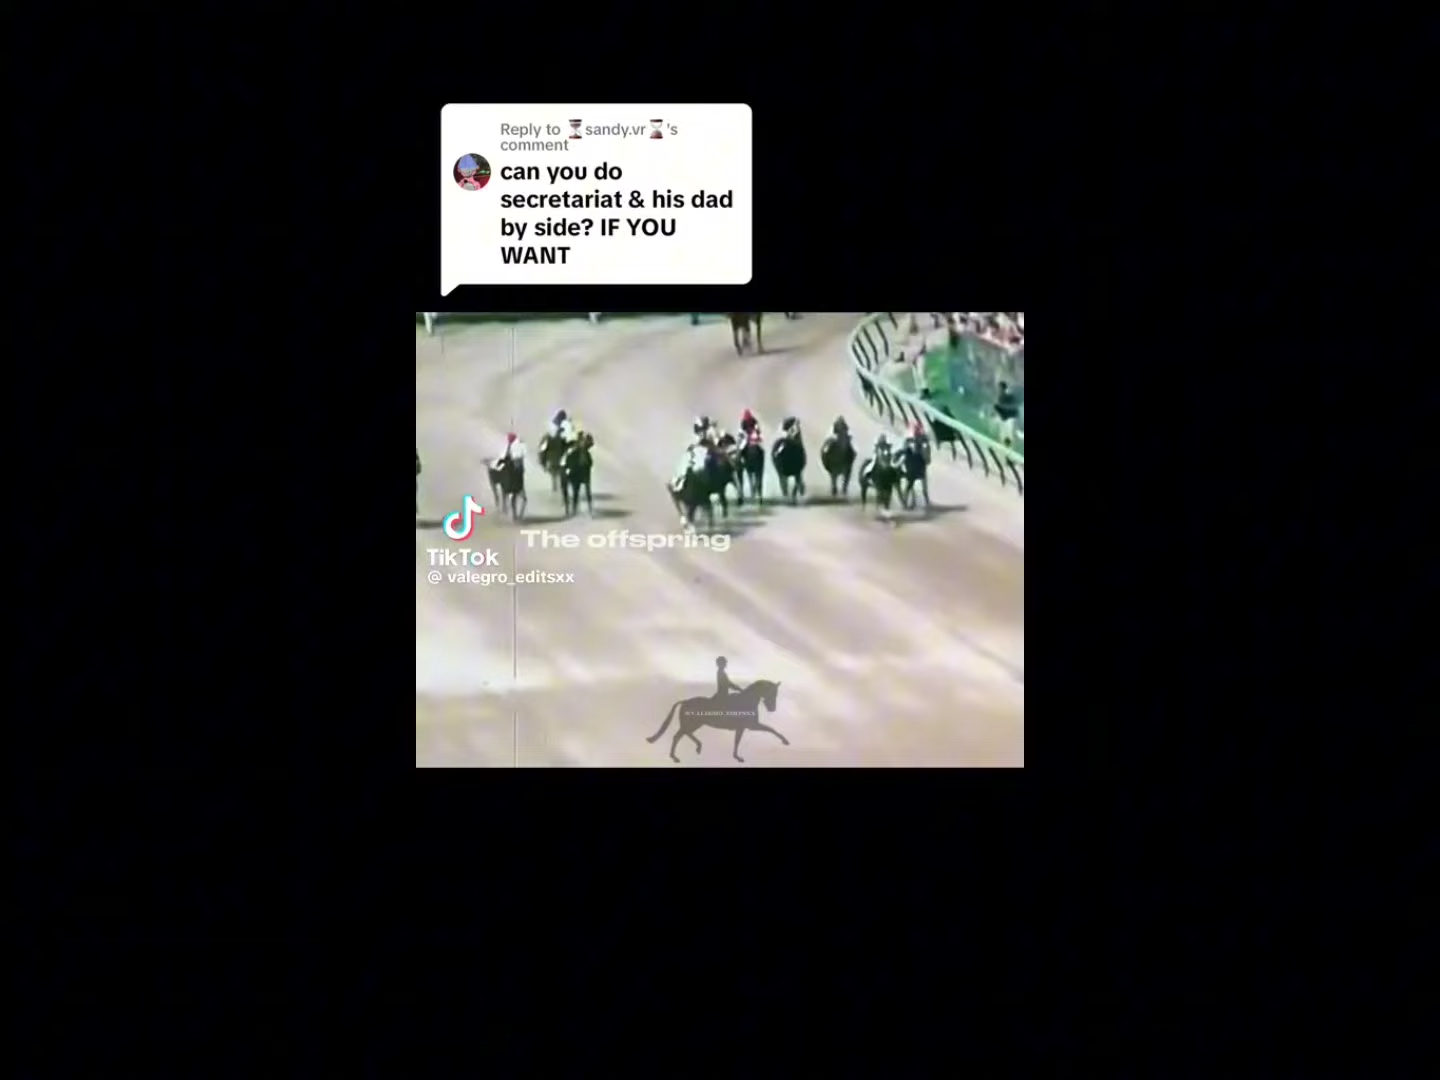 Reply to ⏳sandy.vr⏳'s
comment
can you do
secretariat & his dad
by side? IF YOU
WANT
The offspring
TikTok
@ valegro_editsxx